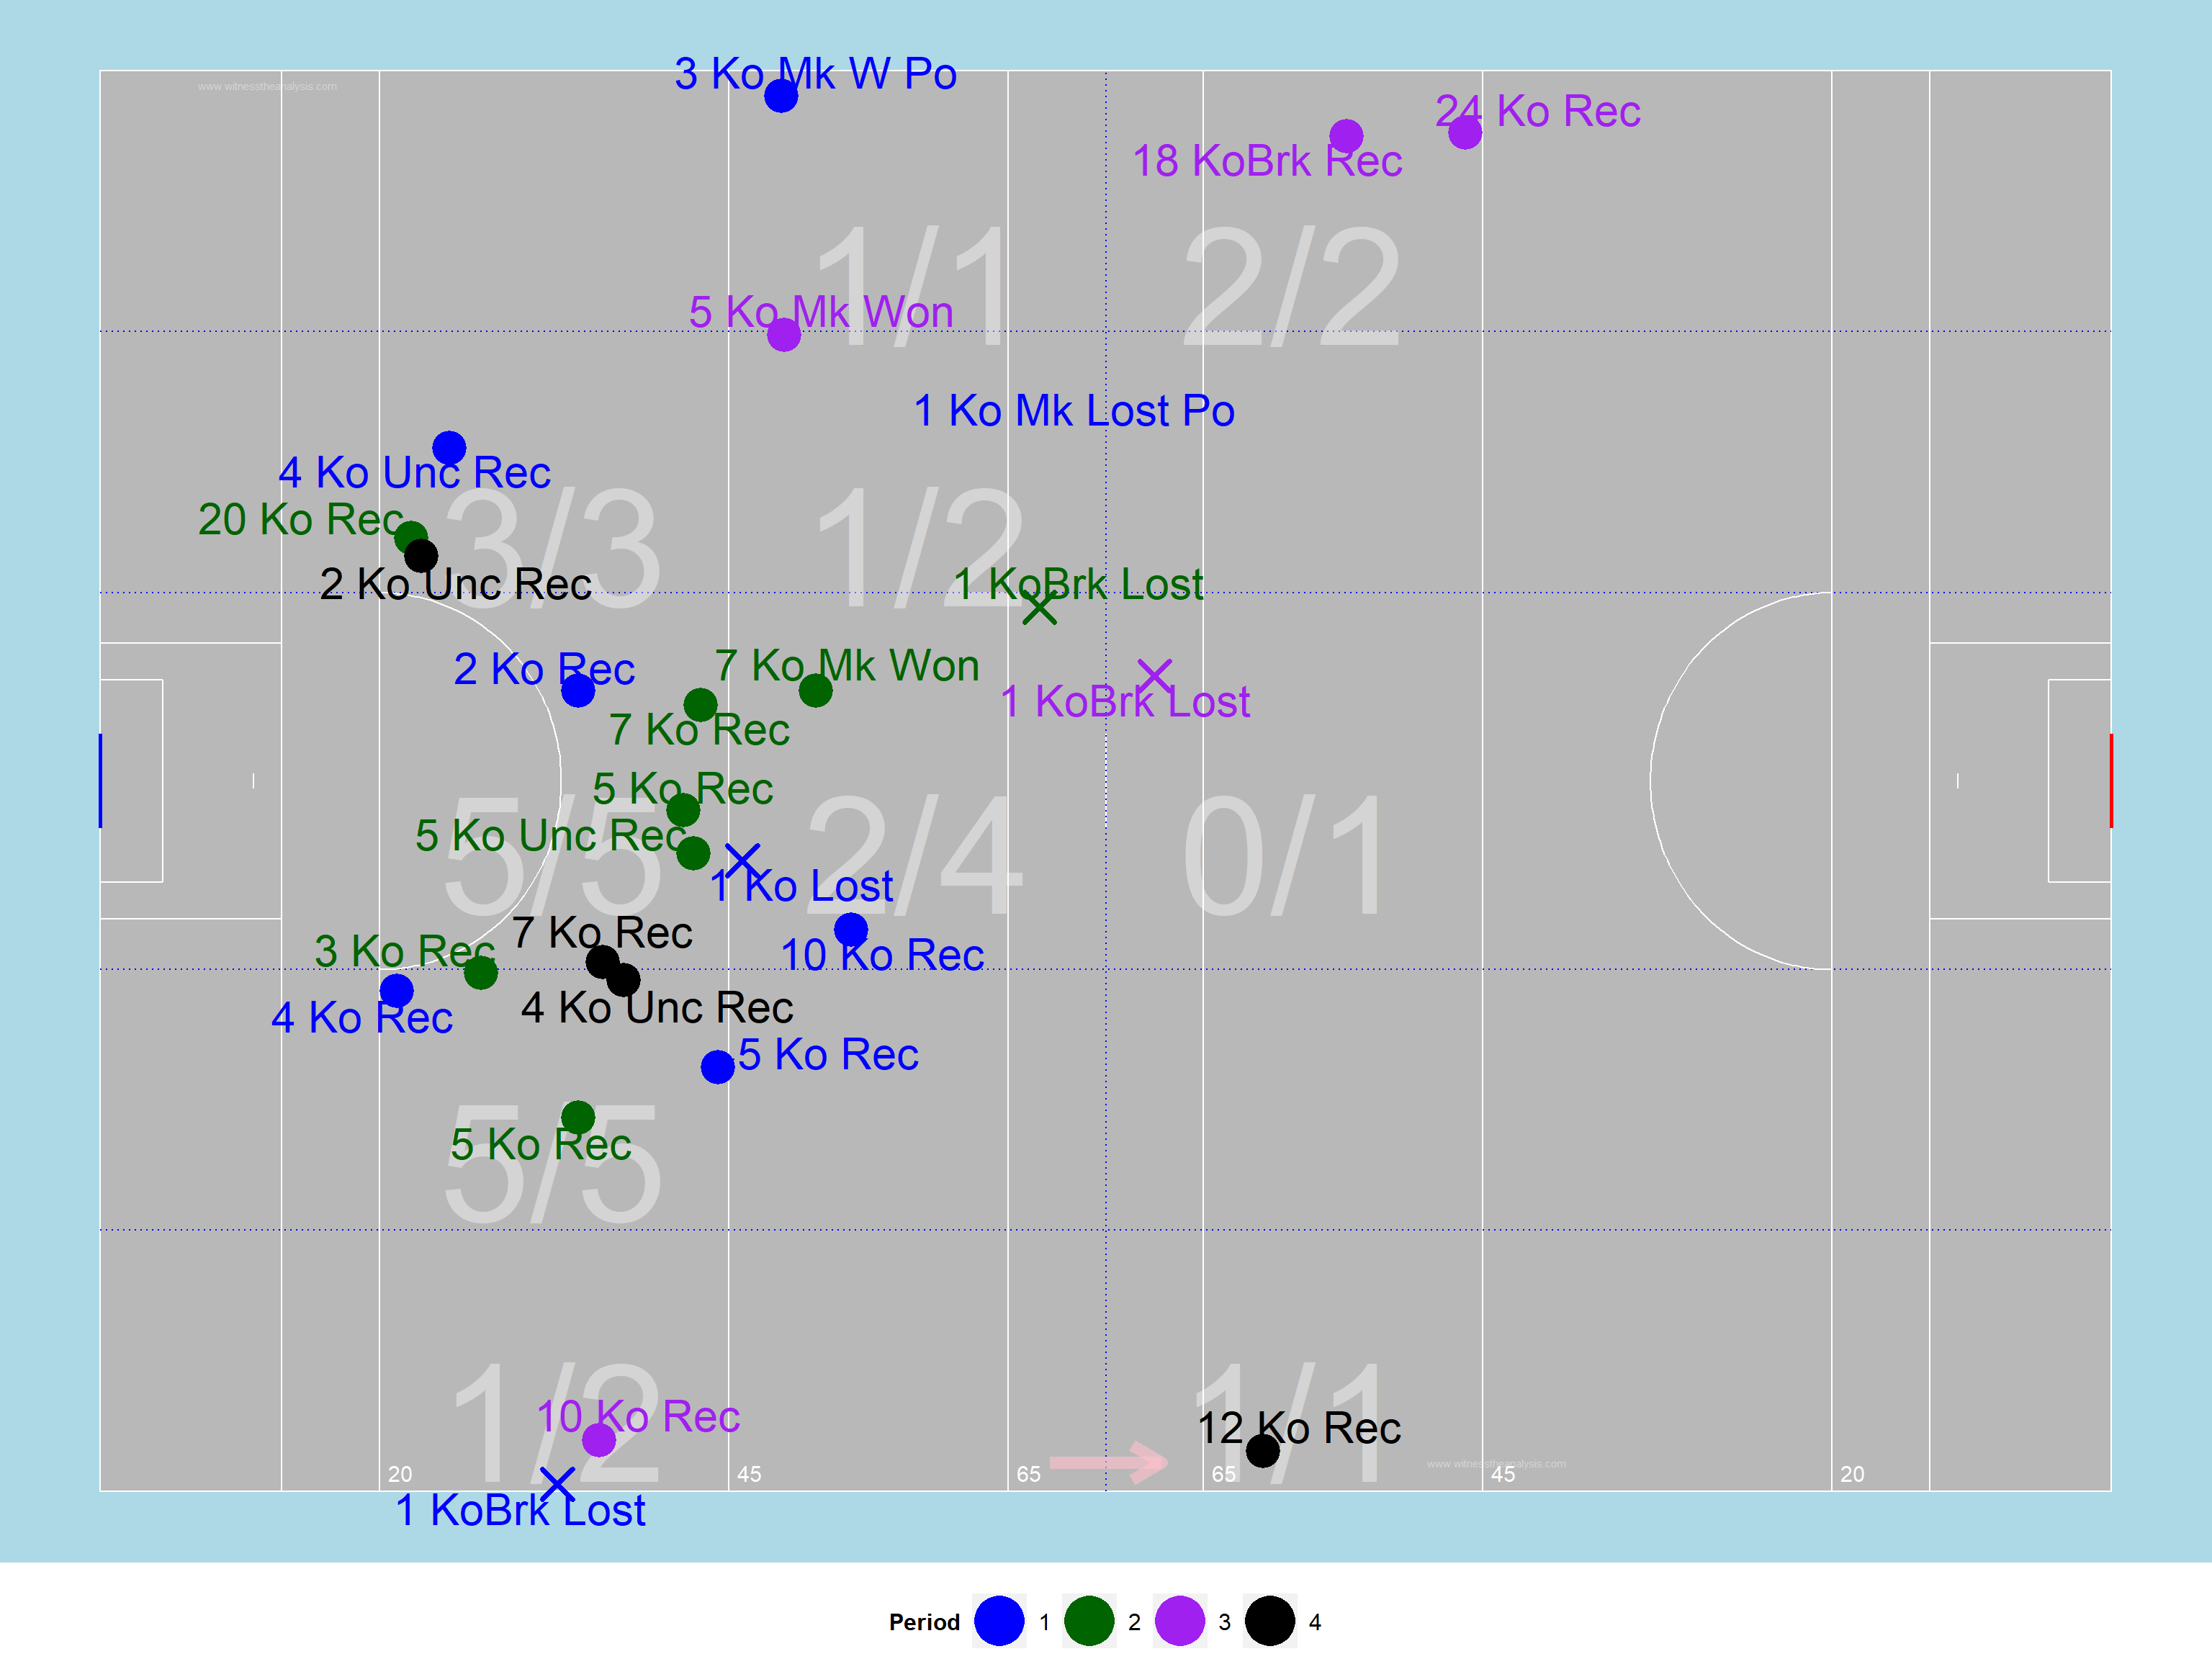 3 Ko Mk W Po
www.witnesstheanalysis.com
24 Ko Rec
18 KoBrk Rec
1/1
2/2
5 Ko Mk Won
1 Ko Mk Lost Po
4 Ko Unc Rec
20 Ko Rec
3/3
1/2
2 Ko Unc Rec
1 KoBrk Lost
2 Ko Rec
7 Ko Mk Won
1 KoBrk Lost
7 Ko Rec
5 Ko Rec
5 Ko Unc Rec
5/5
2/4
0/1
1 Ko Lost
7 Ko Rec
3 Ko Rec
10 Ko Rec
4 Ko Unc Rec
4 Ko Rec
5 Ko Rec
5 Ko Rec
5/5
1/2
1/1
10 Ko Rec
12 Ko Rec
www.witnesstheanalysis.com
20 45 65 65 45 20
1 KoBrk Lost
Period 1 2 3 4